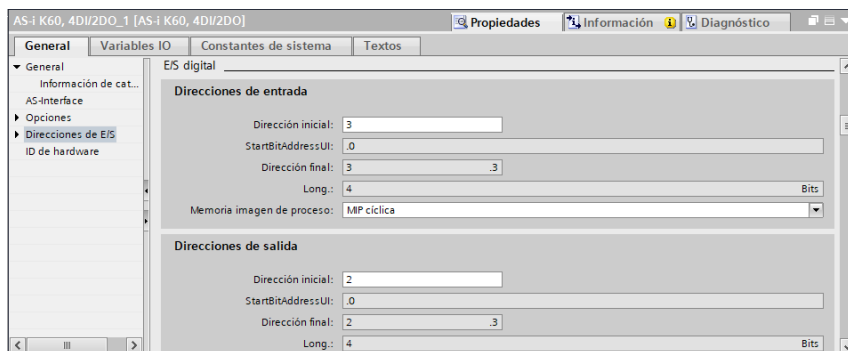 AS-i K60, 4DI/2DO_1 [AS-i K60, 4DI/2DO]
Propiedades
Información
Diagnóstico
General
Variables IO
Constantes de sistema
Textos
General
Información de cat...
AS-Interface
Opciones
Direcciones de E/S
ID de hardware
E/S digital
Direcciones de entrada
Dirección inicial: 3
StartBitAddressUI: .0
Dirección final: 3 .3
Long.: 4 Bits
Memoria imagen de proceso: MIP cíclica
Direcciones de salida
Dirección inicial: 2
StartBitAddressUI: .0
Dirección final: 2 .3
Long.: 4 Bits